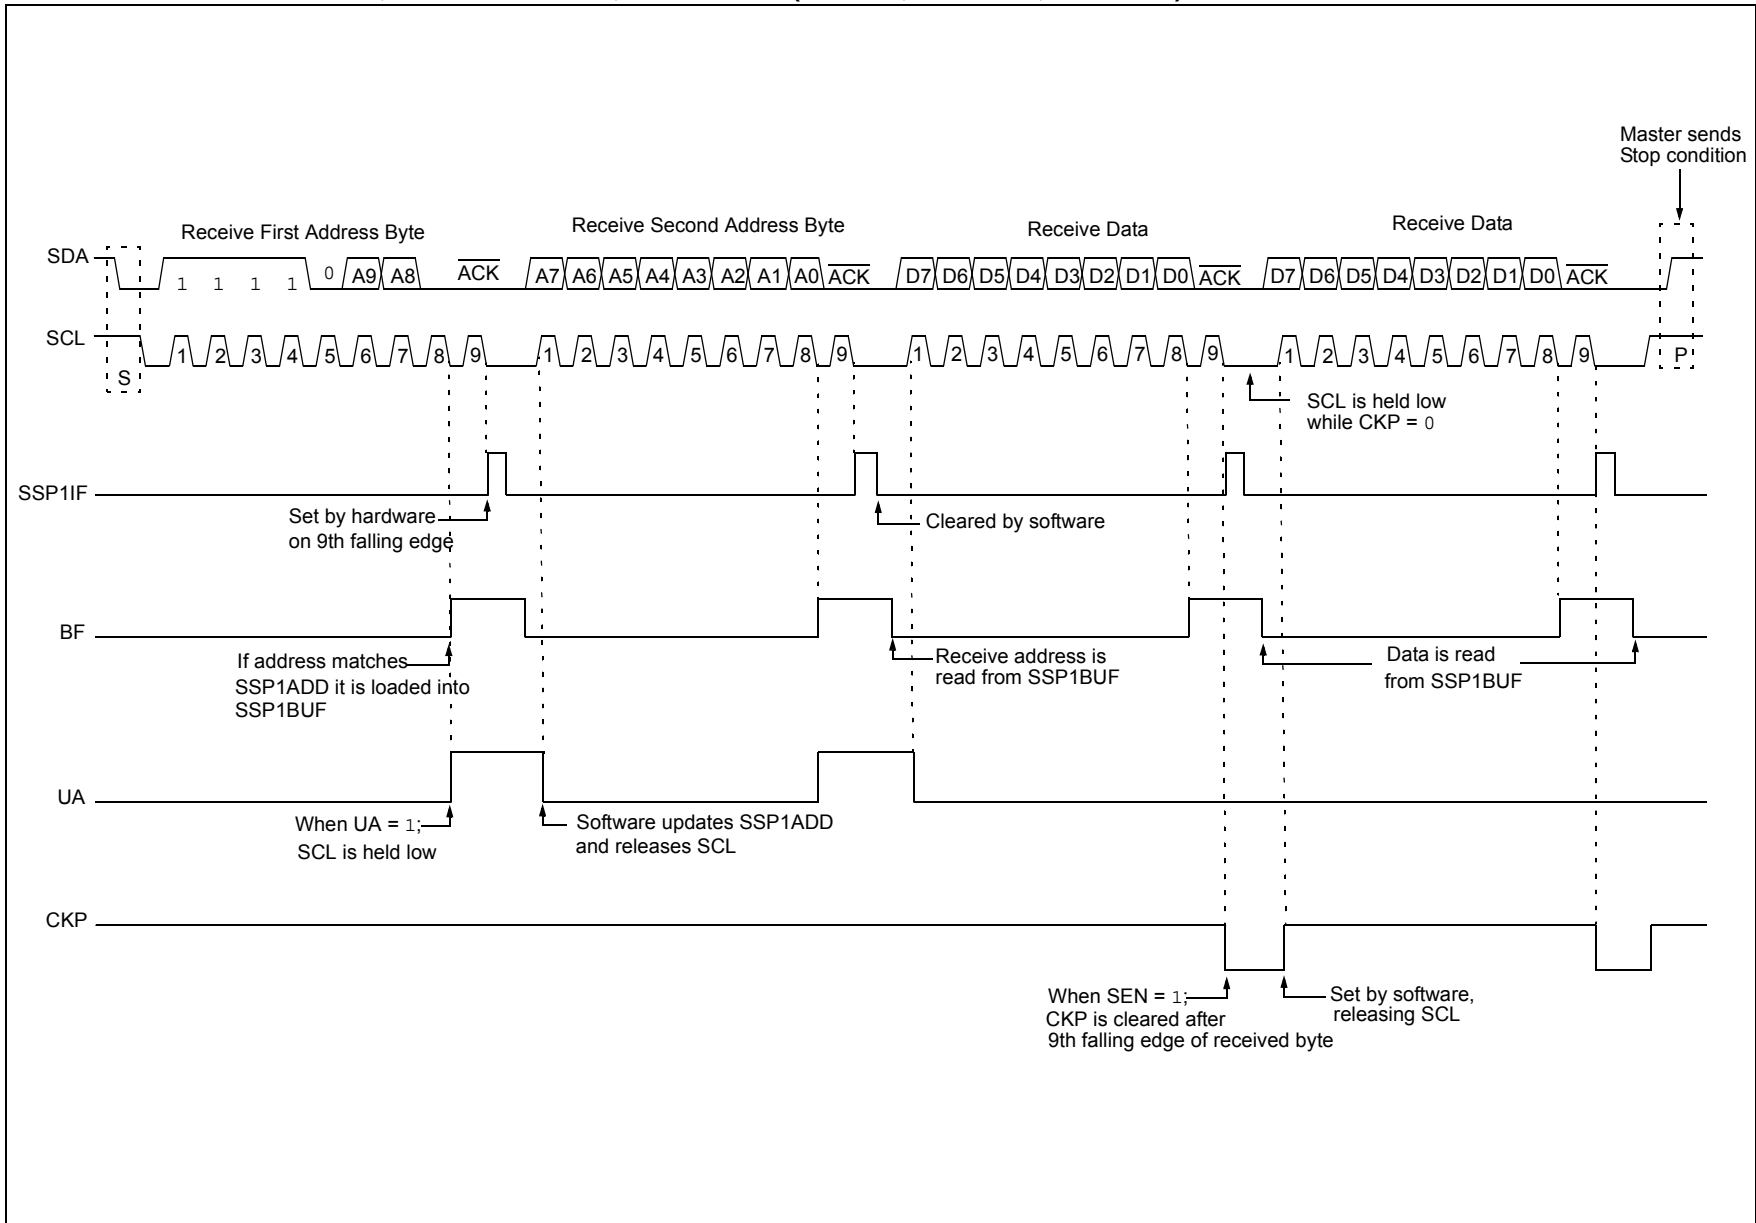 Master sends
Stop condition
Receive First Address Byte
Receive Second Address Byte
Receive Data
Receive Data
SDA
1 1 1 1 0 A9 A8 ACK A7 A6 A5 A4 A3 A2 A1 A0 ACK D7 D6 D5 D4 D3 D2 D1 D0 ACK D7 D6 D5 D4 D3 D2 D1 D0 ACK
SCL
S
1 2 3 4 5 6 7 8 9 1 2 3 4 5 6 7 8 9 1 2 3 4 5 6 7 8 9 1 2 3 4 5 6 7 8 9
P
SCL is held low
while CKP = 0
SSP1IF
Set by hardware
on 9th falling edge
Cleared by software
BF
If address matches
SSP1ADD it is loaded into
SSP1BUF
Receive address is
read from SSP1BUF
Data is read
from SSP1BUF
UA
When UA = 1;
SCL is held low
Software updates SSP1ADD
and releases SCL
CKP
When SEN = 1;
CKP is cleared after
9th falling edge of received byte
Set by software,
releasing SCL